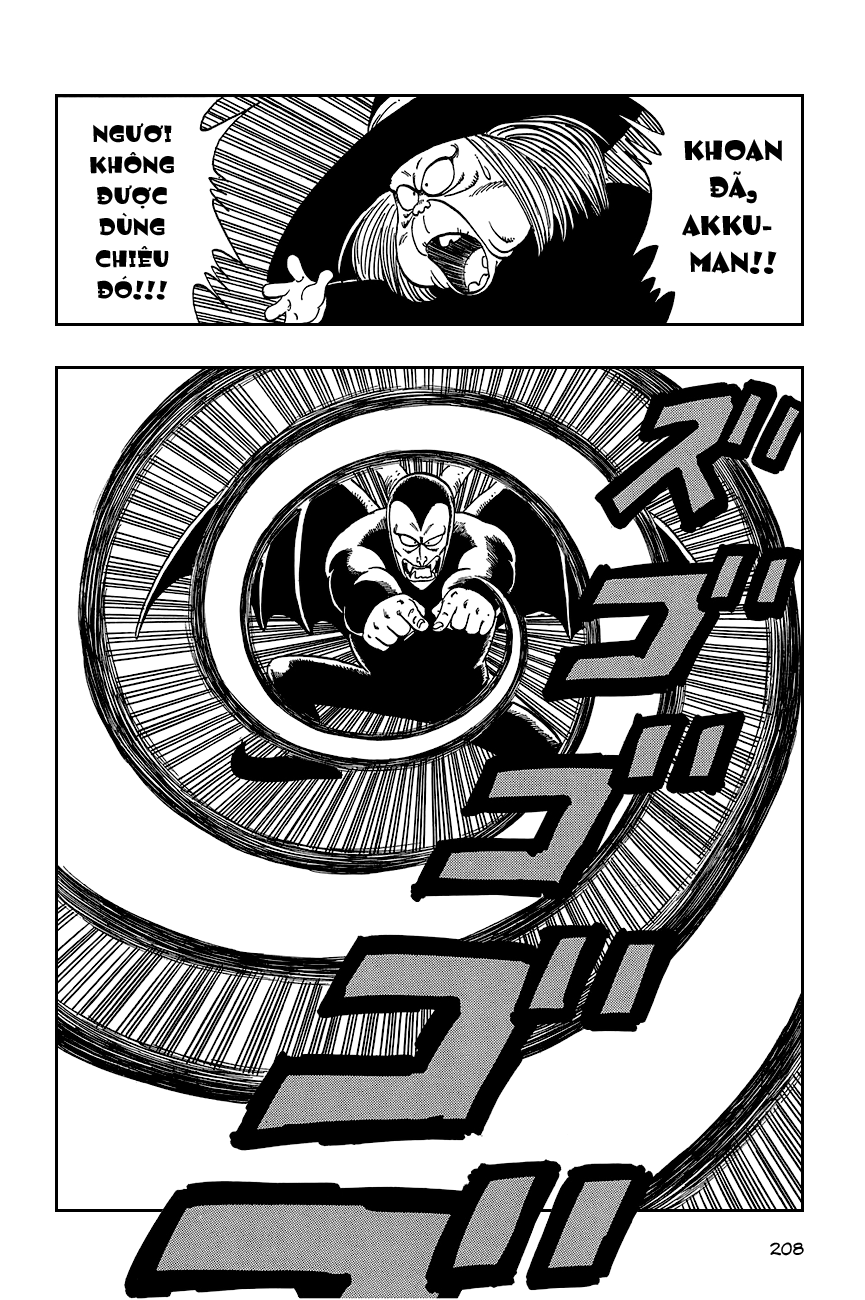 KHOAN
ĐÃ,
AKKU-
MAN!!
NGƯƠI
KHÔNG
ĐƯỢC
DÙNG
CHIÊU
ĐÓ!!!
ズゴゴゴゴ
208